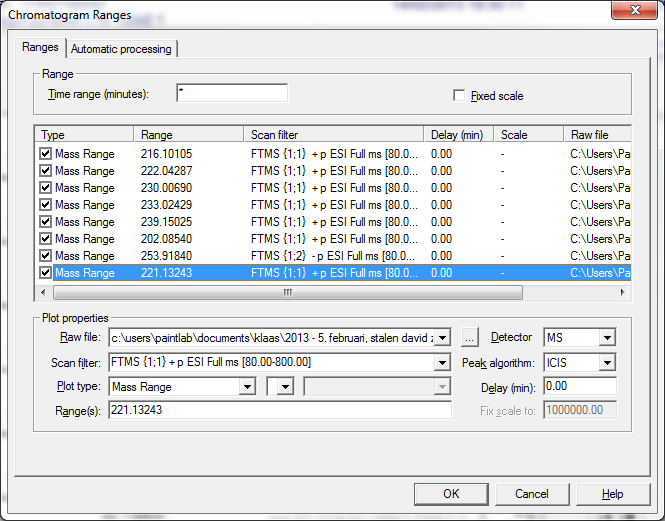 Chromatogram Ranges
Ranges Automatic processing
Range
Time range (minutes): * Fixed scale
Type Range Scan filter Delay (min) Scale Raw file
Mass Range 216.10105 FTMS {1;1} + p ESI Full ms [80.0... 0.00 - C:\Users\Pai
Mass Range 222.04287 FTMS {1;1} + p ESI Full ms [80.0... 0.00 - C:\Users\Pai
Mass Range 230.00690 FTMS {1;1} + p ESI Full ms [80.0... 0.00 - C:\Users\Pai
Mass Range 233.02429 FTMS {1;1} + p ESI Full ms [80.0... 0.00 - C:\Users\Pai
Mass Range 239.15025 FTMS {1;1} + p ESI Full ms [80.0... 0.00 - C:\Users\Pai
Mass Range 202.08540 FTMS {1;1} + p ESI Full ms [80.0... 0.00 - C:\Users\Pai
Mass Range 253.91840 FTMS {1;2} - p ESI Full ms [80.0... 0.00 - C:\Users\Pai
Mass Range 221.13243 FTMS {1;1} + p ESI Full ms [80.0... 0.00 - C:\Users\Pai
Plot properties
Raw file: c:\users\paintlab\documents\klaas\2013 - 5. februari, stalen david z ... Detector MS
Scan filter: FTMS {1;1} + p ESI Full ms [80.00-800.00] Peak algorithm: ICIS
Plot type: Mass Range Delay (min): 0.00
Range(s): 221.13243 Fix scale to: 1000000.00
OK Cancel Help